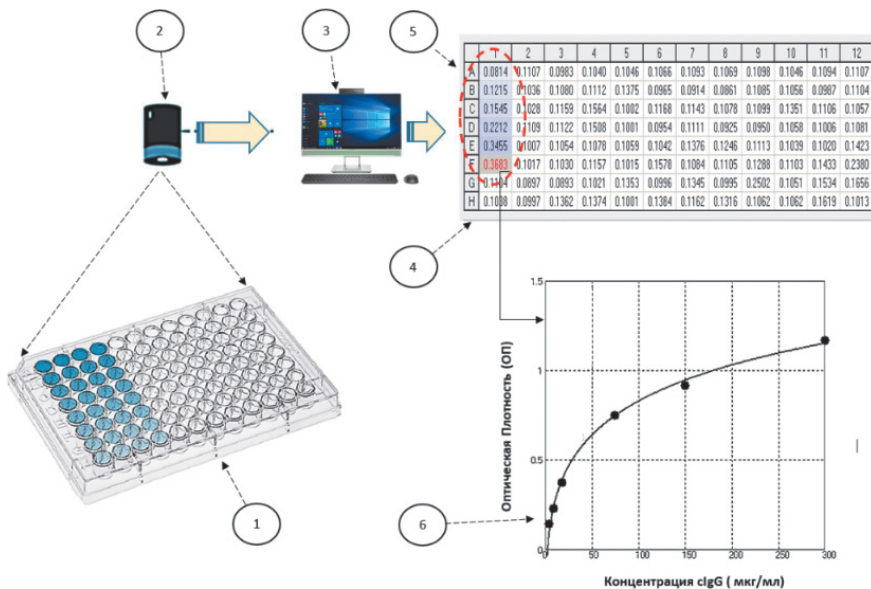 2
3
5
1 2 3 4 5 6 7 8 9 10 11 12
A 0.0814 0.1107 0.0983 0.1040 0.1046 0.1066 0.1093 0.1069 0.1098 0.1046 0.1094 0.1107
B 0.1215 0.1036 0.1080 0.1112 0.1375 0.0965 0.0914 0.0861 0.1085 0.1056 0.0987 0.1104
C 0.1545 0.1028 0.1159 0.1564 0.1002 0.1168 0.1143 0.1078 0.1099 0.1351 0.1106 0.1057
D 0.2212 0.1109 0.1122 0.1508 0.1001 0.0954 0.1111 0.0925 0.0950 0.1058 0.1006 0.1081
E 0.3455 0.1007 0.1054 0.1078 0.1059 0.1042 0.1376 0.1246 0.1113 0.1039 0.1020 0.1423
F 0.3683 0.1017 0.1030 0.1157 0.1015 0.1578 0.1084 0.1105 0.1288 0.1103 0.1433 0.2380
G 0.1104 0.0897 0.0893 0.1021 0.1353 0.0996 0.1345 0.0995 0.2502 0.1051 0.1534 0.1656
H 0.1038 0.0997 0.1362 0.1374 0.1001 0.1384 0.1162 0.1316 0.1062 0.1062 0.1619 0.1013
4
1
6
Оптическая Плотность (ОП)
1.5
1
0.5
0
50 100 150 200 250 300
Концентрация cIgG ( мкг/мл)